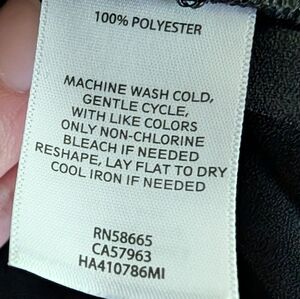 100% POLYESTER
MACHINE WASH COLD,
GENTLE CYCLE,
WITH LIKE COLORS
ONLY NON-CHLORINE
BLEACH IF NEEDED
RESHAPE, LAY FLAT TO DRY
COOL IRON IF NEEDED
RN58665
CA57963
HA410786MI